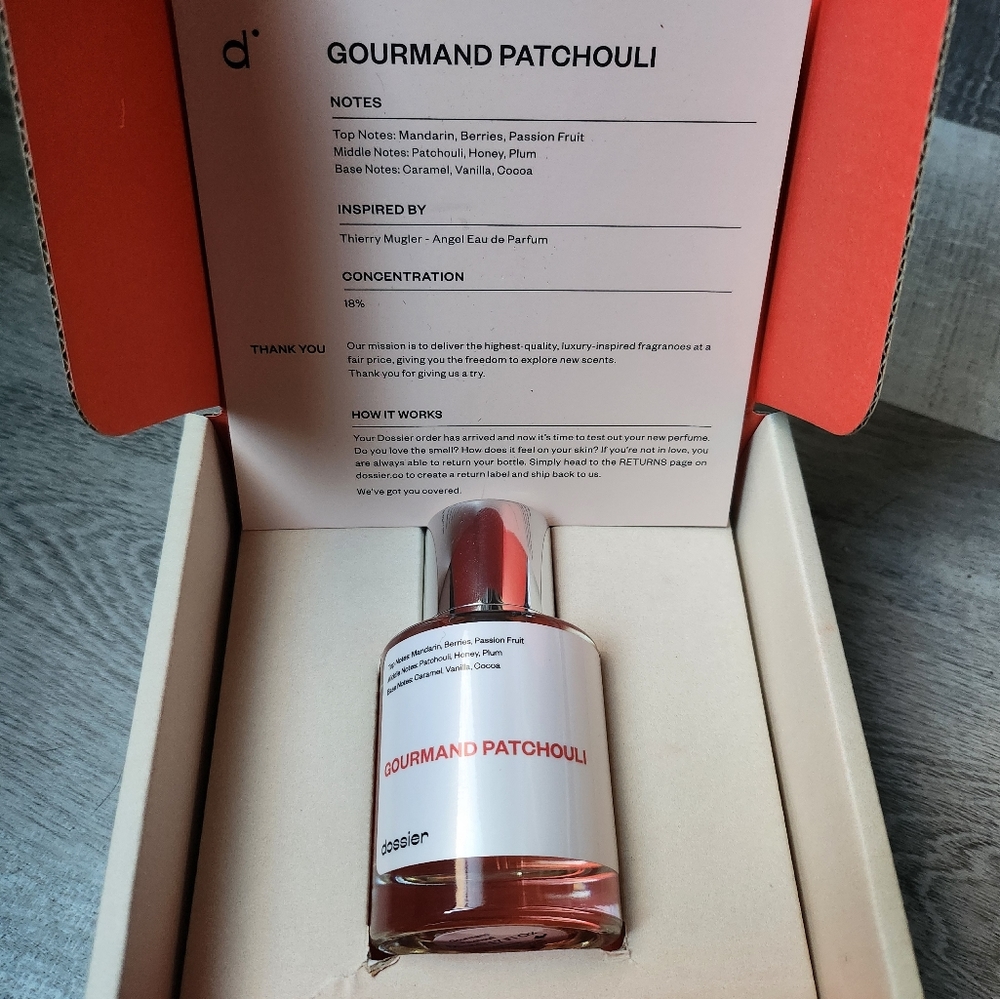 d
GOURMAND PATCHOULI
NOTES
Top Notes: Mandarin, Berries, Passion Fruit
Middle Notes: Patchouli, Honey, Plum
Base Notes: Caramel, Vanilla, Cocoa
INSPIRED BY
Thierry Mugler - Angel Eau de Parfum
CONCENTRATION
18%
THANK YOU
Our mission is to deliver the highest-quality, luxury-inspired fragrances at a
fair price, giving you the freedom to explore new scents.
Thank you for giving us a try.
HOW IT WORKS
Your Dossier order has arrived and now it's time to test out your new perfume.
Do you love the smell? How does it feel on your skin? If you're not in love, you
are always able to return your bottle. Simply head to the RETURNS page on
dossier.co to create a return label and ship back to us.
We've got you covered.
Top Notes: Mandarin, Berries, Passion Fruit
Middle Notes: Patchouli, Honey, Plum
Base Notes: Caramel, Vanilla, Cocoa
GOURMAND PATCHOULI
dossier